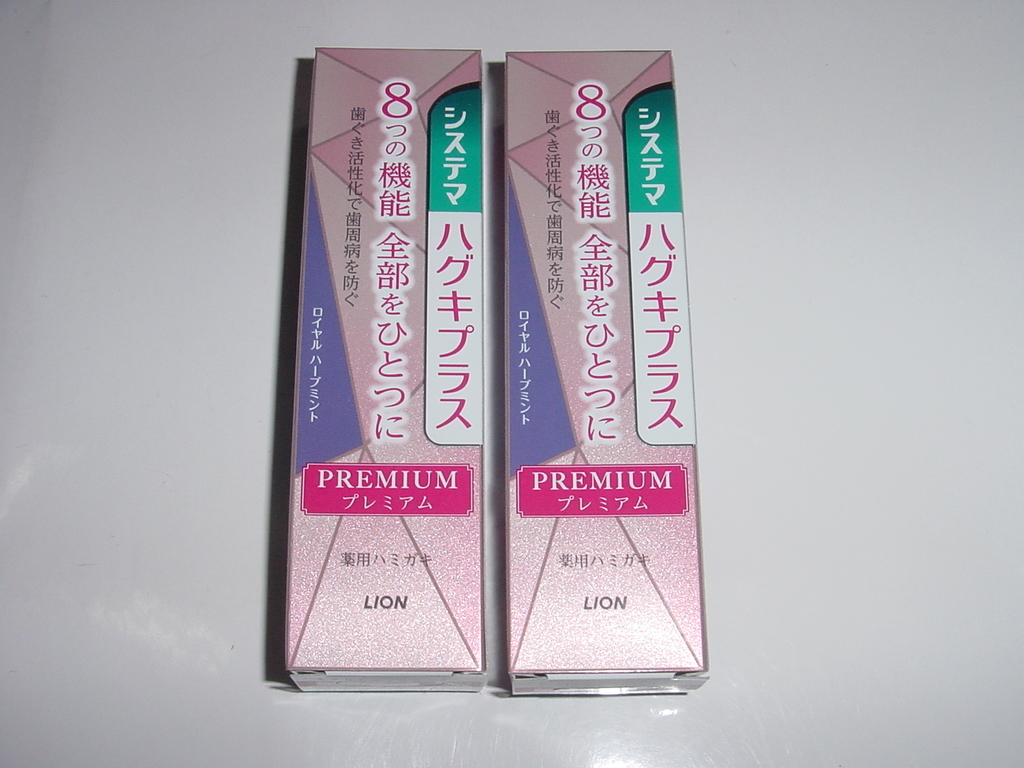 システマ
ハグキプラス
8つの機能 全部をひとつに
歯ぐき活性化で歯周病を防ぐ
ロイヤル ハーブミント
PREMIUM
プレミアム
薬用ハミガキ
LION
システマ
ハグキプラス
8つの機能 全部をひとつに
歯ぐき活性化で歯周病を防ぐ
ロイヤル ハーブミント
PREMIUM
プレミアム
薬用ハミガキ
LION